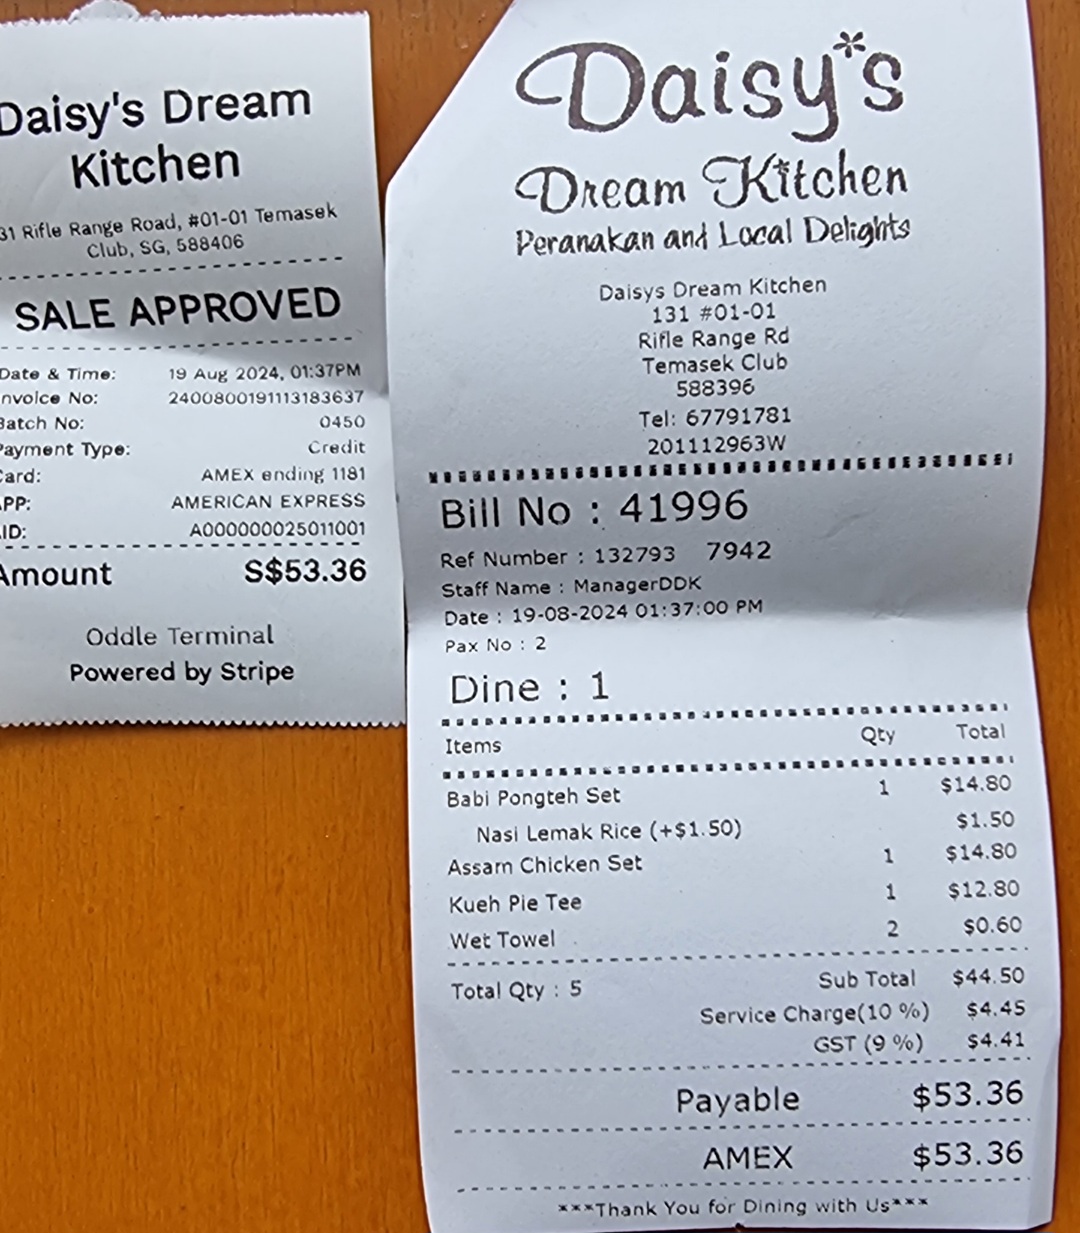 Daisy's Dream
Kitchen
31 Rifle Range Road, #01-01 Temasek
Club, SG, 588406
SALE APPROVED
Date & Time: 19 Aug 2024, 01:37PM
nvoice No: 2400800191113183637
Batch No: 0450
Payment Type: Credit
Card: AMEX ending 1181
PP: AMERICAN EXPRESS
ID: A000000025011001
Amount S$53.36
Oddle Terminal
Powered by Stripe
Daisy's
Dream Kitchen
Peranakan and Local Delights
Daisys Dream Kitchen
131 #01-01
Rifle Range Rd
Temasek Club
588396
Tel: 67791781
201112963W
Bill No : 41996
Ref Number : 132793 7942
Staff Name : ManagerDDK
Date : 19-08-2024 01:37:00 PM
Pax No : 2
Dine : 1
Items Qty Total
Babi Pongteh Set 1 $14.80
Nasi Lemak Rice (+$1.50) $1.50
Assam Chicken Set 1 $14.80
Kueh Pie Tee 1 $12.80
Wet Towel 2 $0.60
Total Qty : 5 Sub Total $44.50
Service Charge(10 %) $4.45
GST (9 %) $4.41
Payable $53.36
AMEX $53.36
***Thank You for Dining with Us***